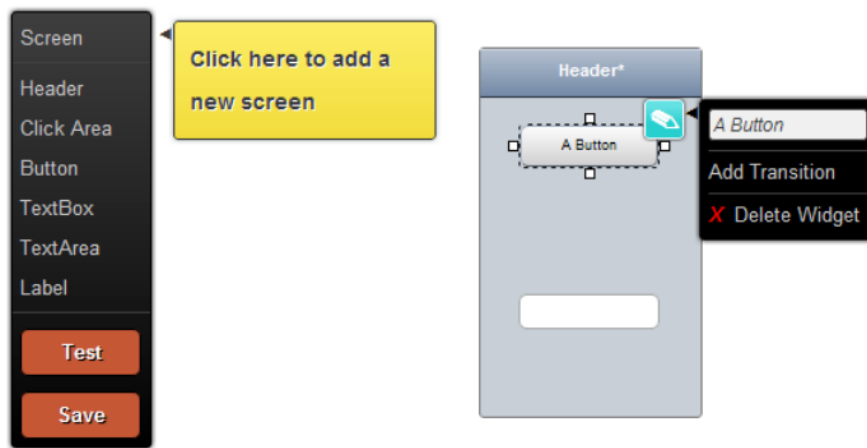 Screen
Header
Click Area
Button
TextBox
TextArea
Label
Test
Save
Click here to add a
new screen
Header*
A Button
A Button
Add Transition
X Delete Widget